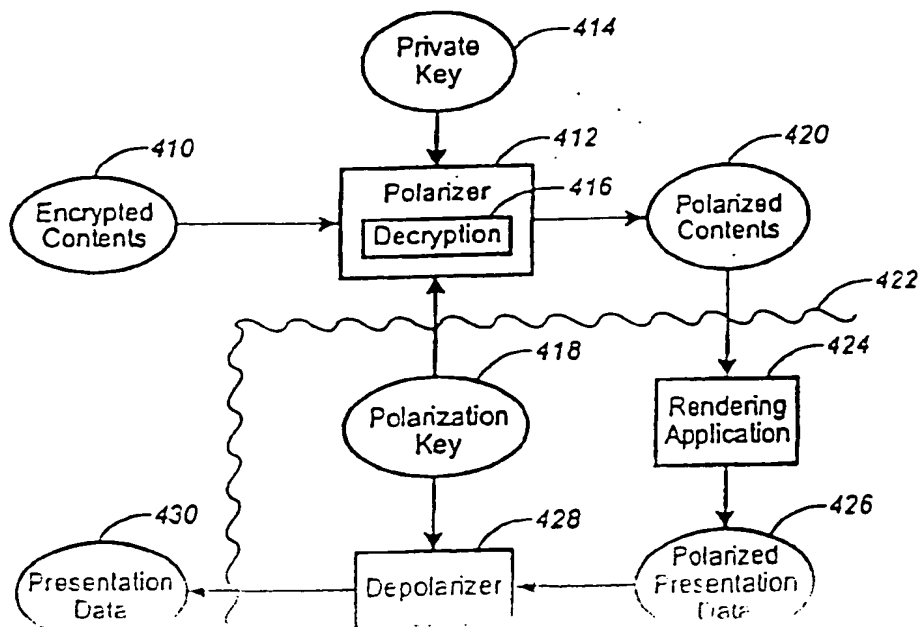 Private
Key
414
412
410
Polarizer
416
Decryption
420
Encrypted
Contents
Polarized
Contents
422
418
424
Polarization
Key
Rendering
Application
430
428
426
Presentation
Data
Depolarizer
Polarized
Presentation
Data